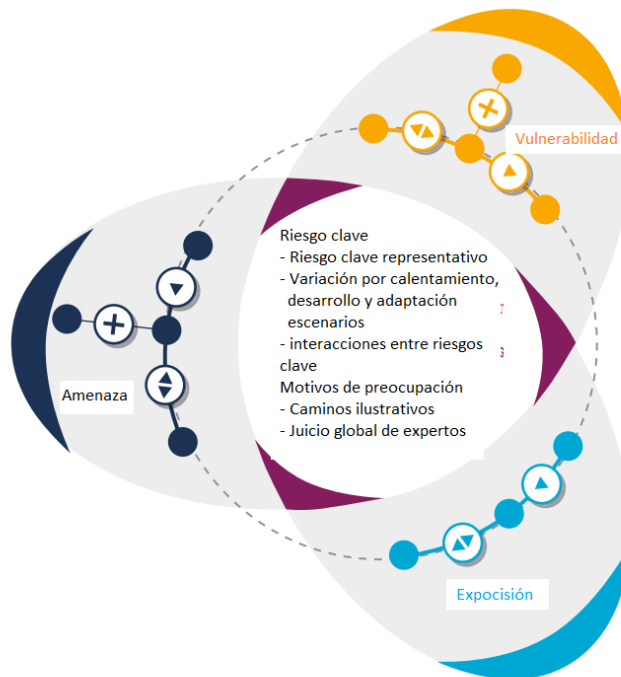 Vulnerabilidad
Riesgo clave
- Riesgo clave representativo
- Variación por calentamiento,
desarrollo y adaptación
escenarios
- interacciones entre riesgos
clave
Motivos de preocupación
- Caminos ilustrativos
- Juicio global de expertos
Amenaza
Expocisión